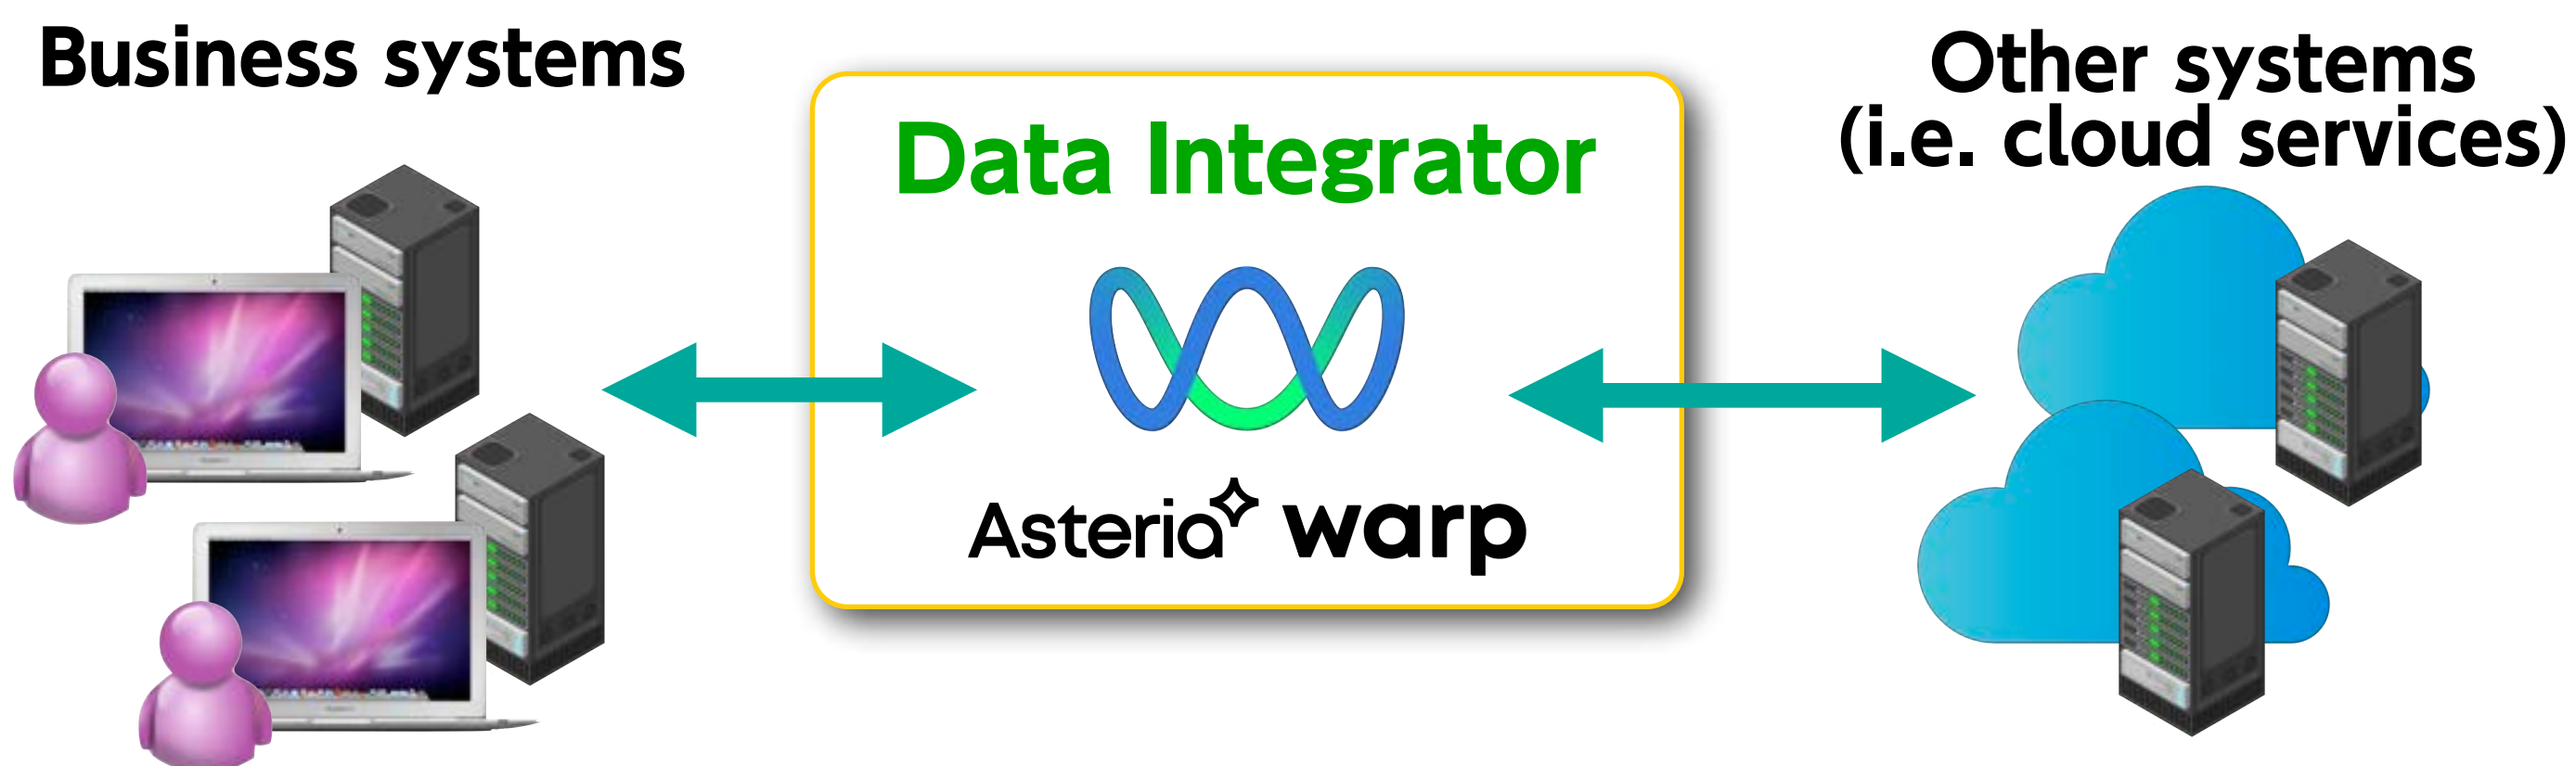 Business systems
Data Integrator
Asteria warp
Other systems
(i.e. cloud services)